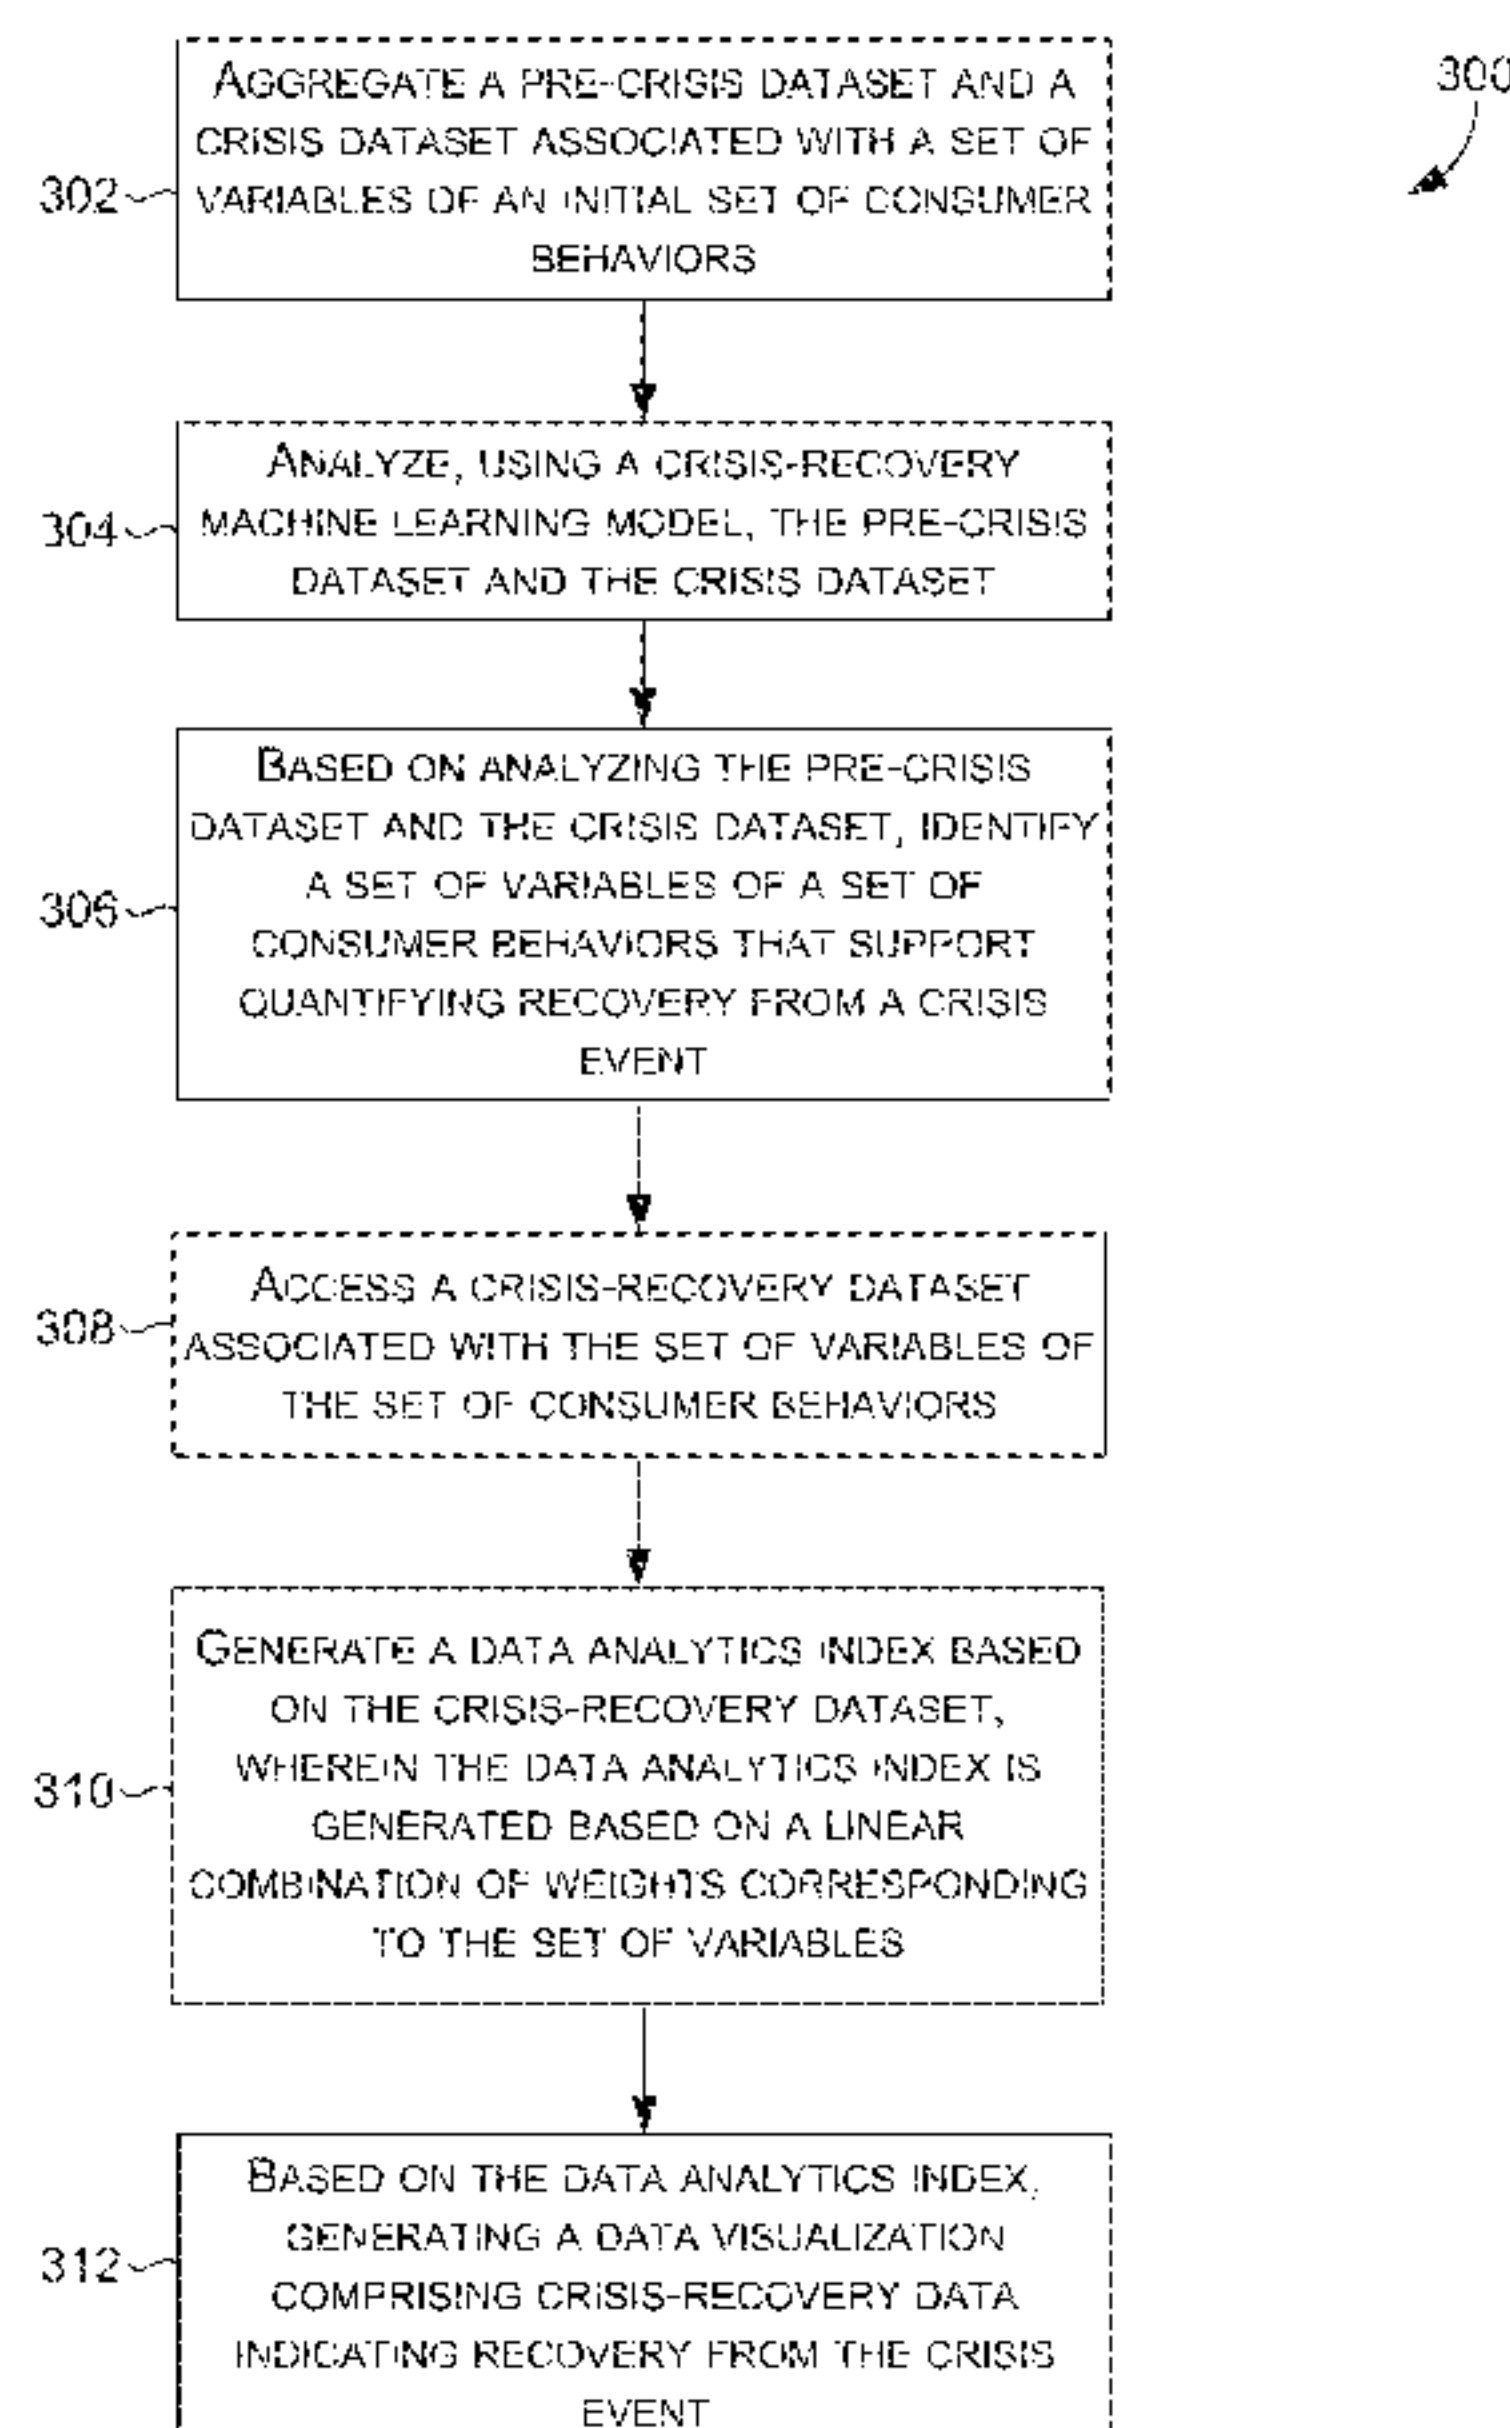 300
AGGREGATE A PRE-CRISIS DATASET AND A
CRISIS DATASET ASSOCIATED WITH A SET OF
302
VARIABLES OF AN INITIAL SET OF CONSUMER
BEHAVIORS
ANALYZE, USING A CRISIS-RECOVERY
304
MACHINE LEARNING MODEL, THE PRE-CRISIS
DATASET AND THE CRISIS DATASET
BASED ON ANALYZING THE PRE-CRISIS
DATASET AND THE CRISIS DATASET, IDENTIFY
A SET OF VARIABLES OF A SET OF
306
CONSUMER BEHAVIORS THAT SUPPORT
QUANTIFYING RECOVERY FROM A CRISIS
EVENT
ACCESS A CRISIS-RECOVERY DATASET
308
ASSOCIATED WITH THE SET OF VARIABLES OF
THE SET OF CONSUMER BEHAVIORS
GENERATE A DATA ANALYTICS INDEX BASED
ON THE CRISIS-RECOVERY DATASET,
WHEREIN THE DATA ANALYTICS INDEX IS
310
GENERATED BASED ON A LINEAR
COMBINATION OF WEIGHTS CORRESPONDING
TO THE SET OF VARIABLES
BASED ON THE DATA ANALYTICS INDEX,
GENERATING A DATA VISUALIZATION
312
COMPRISING CRISIS-RECOVERY DATA
INDICATING RECOVERY FROM THE CRISIS
EVENT